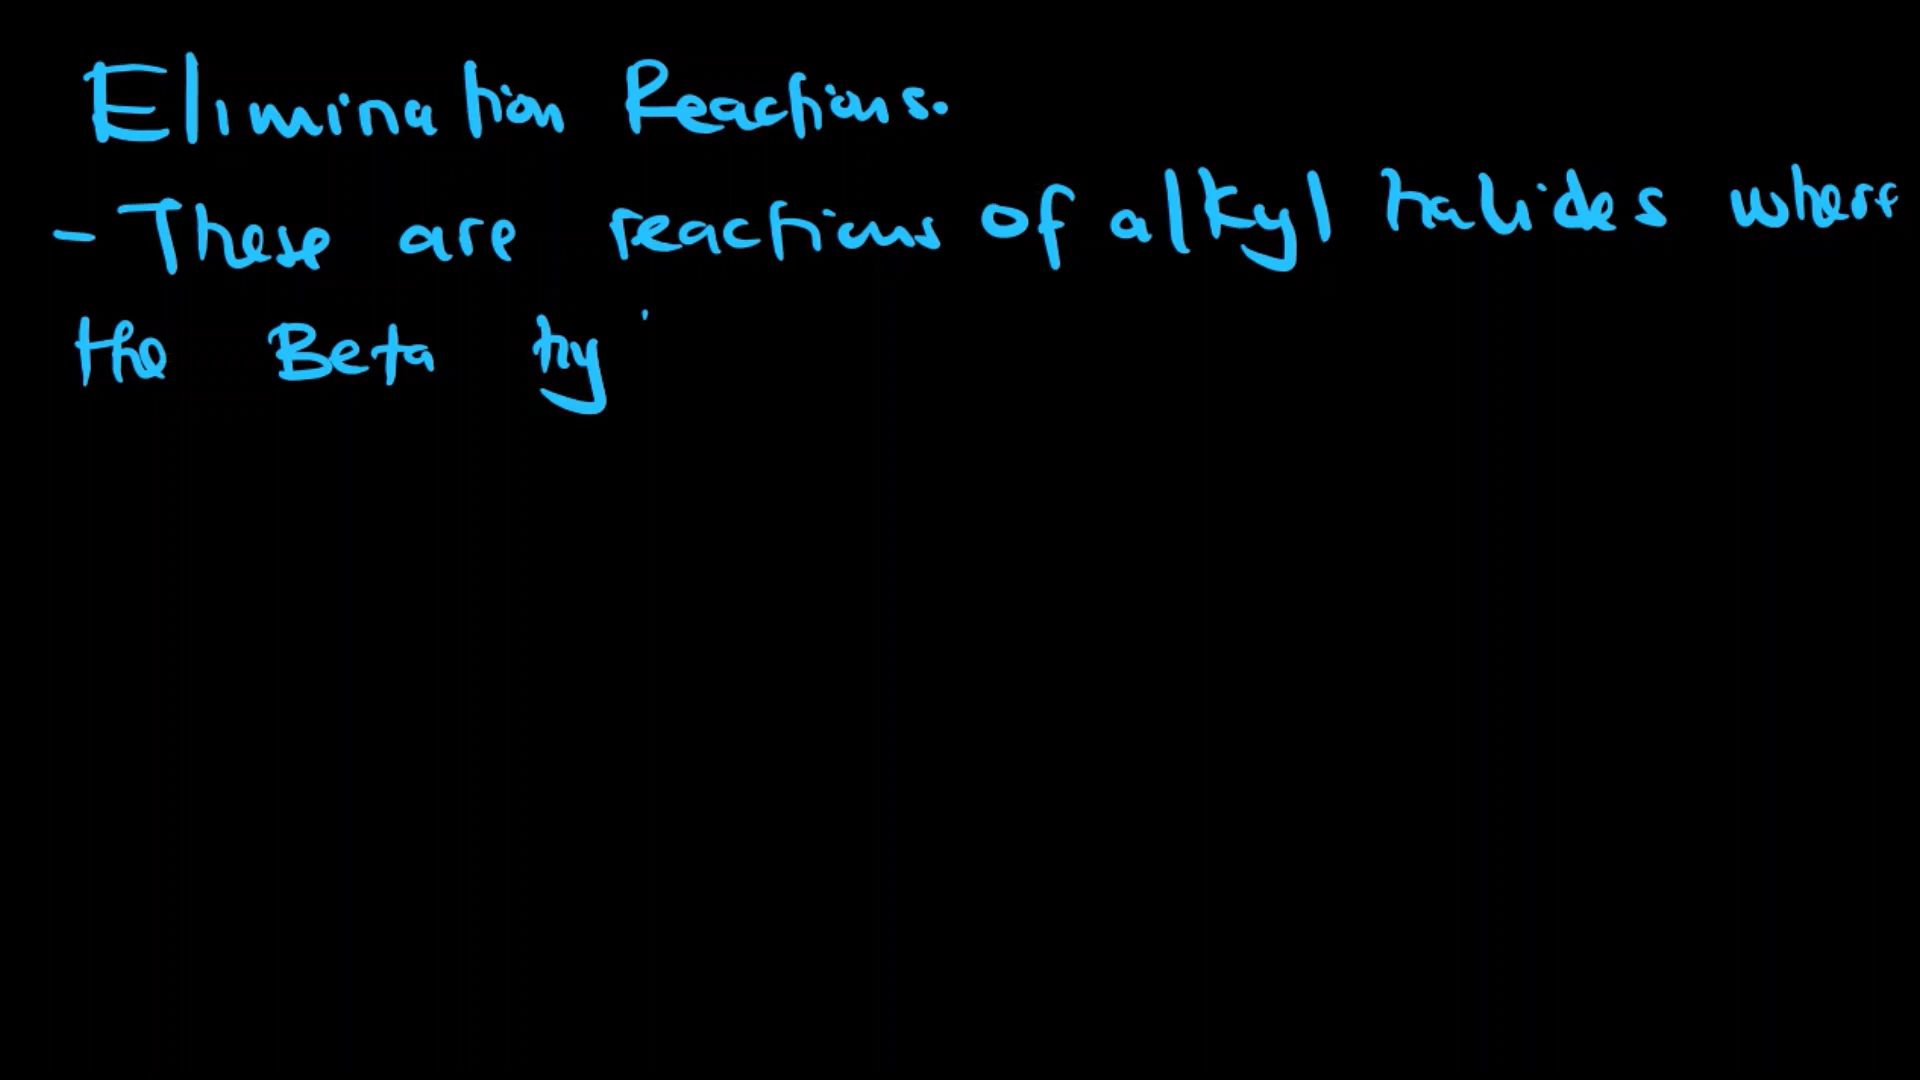 Elimination Reactions.
- These are reactions of alkyl halides where
the Beta hy